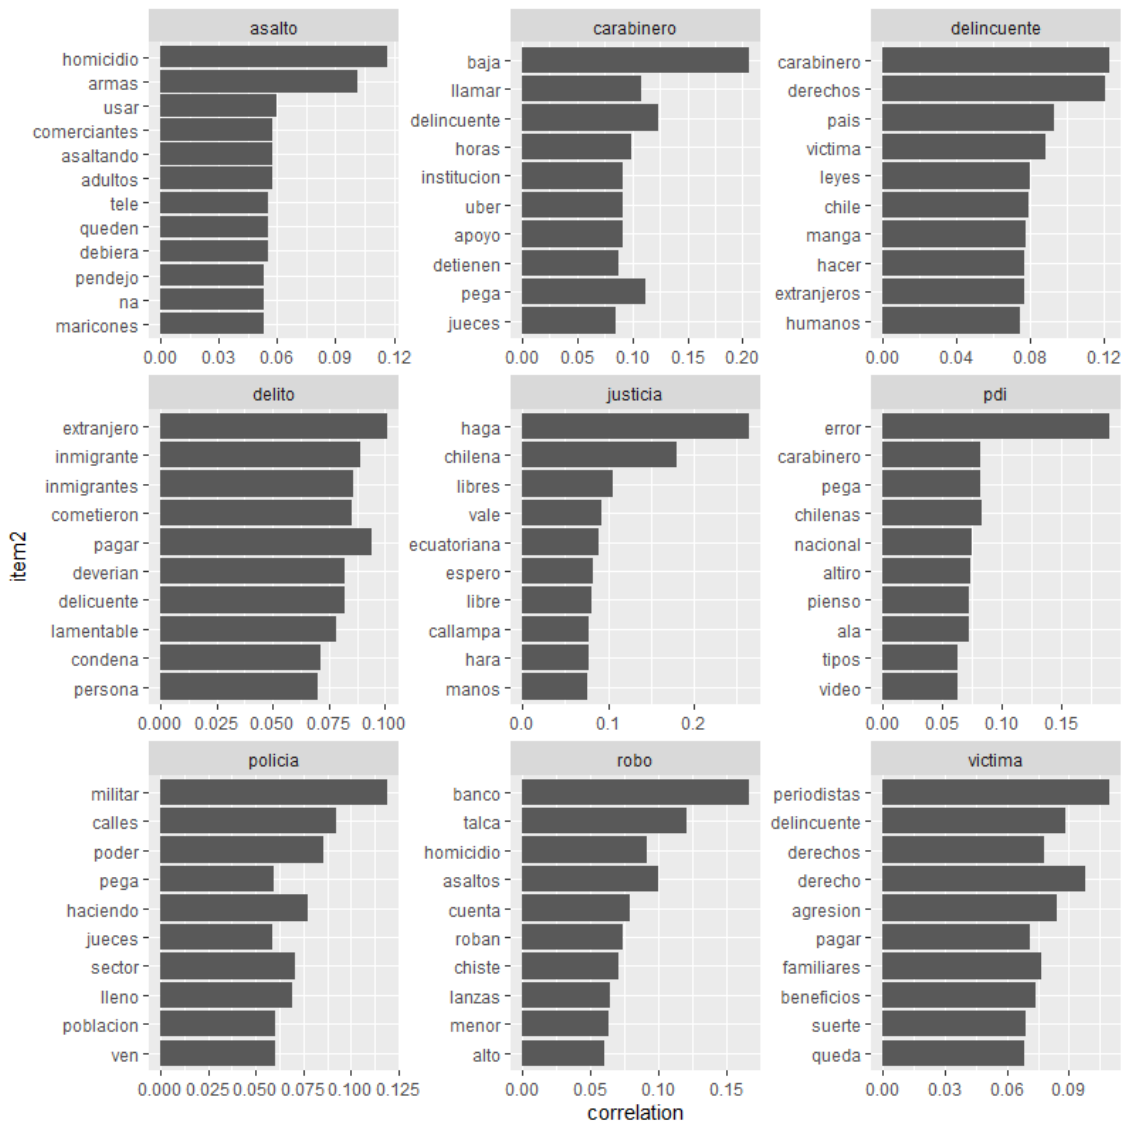 asalto
homicidio
armas
usar
comerciantes
asaltando
adultos
tele
queden
debiera
pendejo
na
maricones
0.00 0.03 0.06 0.09 0.12
carabinero
baja
llamar
delincuente
horas
institucion
uber
apoyo
detienen
pega
jueces
0.00 0.05 0.10 0.15 0.20
delincuente
carabinero
derechos
pais
victima
leyes
chile
manga
hacer
extranjeros
humanos
0.00 0.04 0.08 0.12
delito
extranjero
inmigrante
inmigrantes
cometieron
pagar
deverian
delicuente
lamentable
condena
persona
0.000 0.025 0.050 0.075 0.100
justicia
haga
chilena
libres
vale
ecuatoriana
espero
libre
callampa
hara
manos
0.0 0.1 0.2
pdi
error
carabinero
pega
chilenas
nacional
altiro
pienso
ala
tipos
video
0.00 0.05 0.10 0.15
policia
militar
calles
poder
pega
haciendo
jueces
sector
lleno
poblacion
ven
0.000 0.025 0.050 0.075 0.100 0.125
robo
banco
talca
homicidio
asaltos
cuenta
roban
chiste
lanzas
menor
alto
0.00 0.05 0.10 0.15
victima
periodistas
delincuente
derechos
derecho
agresion
pagar
familiares
beneficios
suerte
queda
0.00 0.03 0.06 0.09
item2
correlation